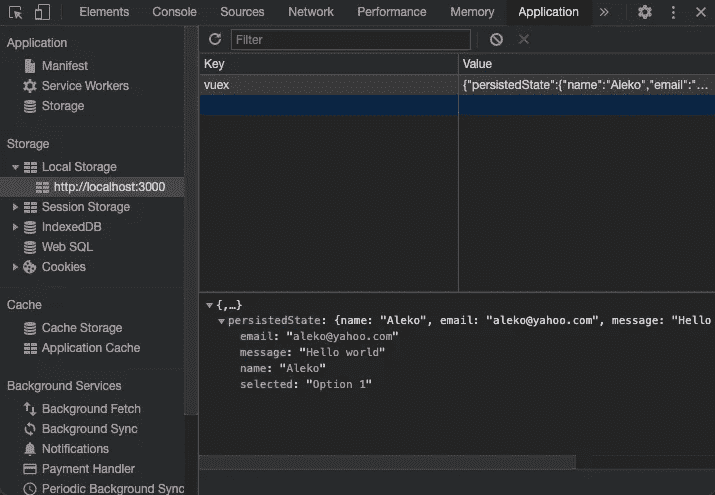 Elements Console Sources Network Performance Memory Application »
Application
Manifest
Service Workers
Storage
Storage
Local Storage
http://localhost:3000
Session Storage
IndexedDB
Web SQL
Cookies
Cache
Cache Storage
Application Cache
Background Services
Background Fetch
Background Sync
Notifications
Payment Handler
Periodic Background Sync
Filter
Key Value
vuex {"persistedState":{"name":"Aleko","email":"…
{,…}
persistedState: {name: "Aleko", email: "aleko@yahoo.com", message: "Hello
email: "aleko@yahoo.com"
message: "Hello world"
name: "Aleko"
selected: "Option 1"